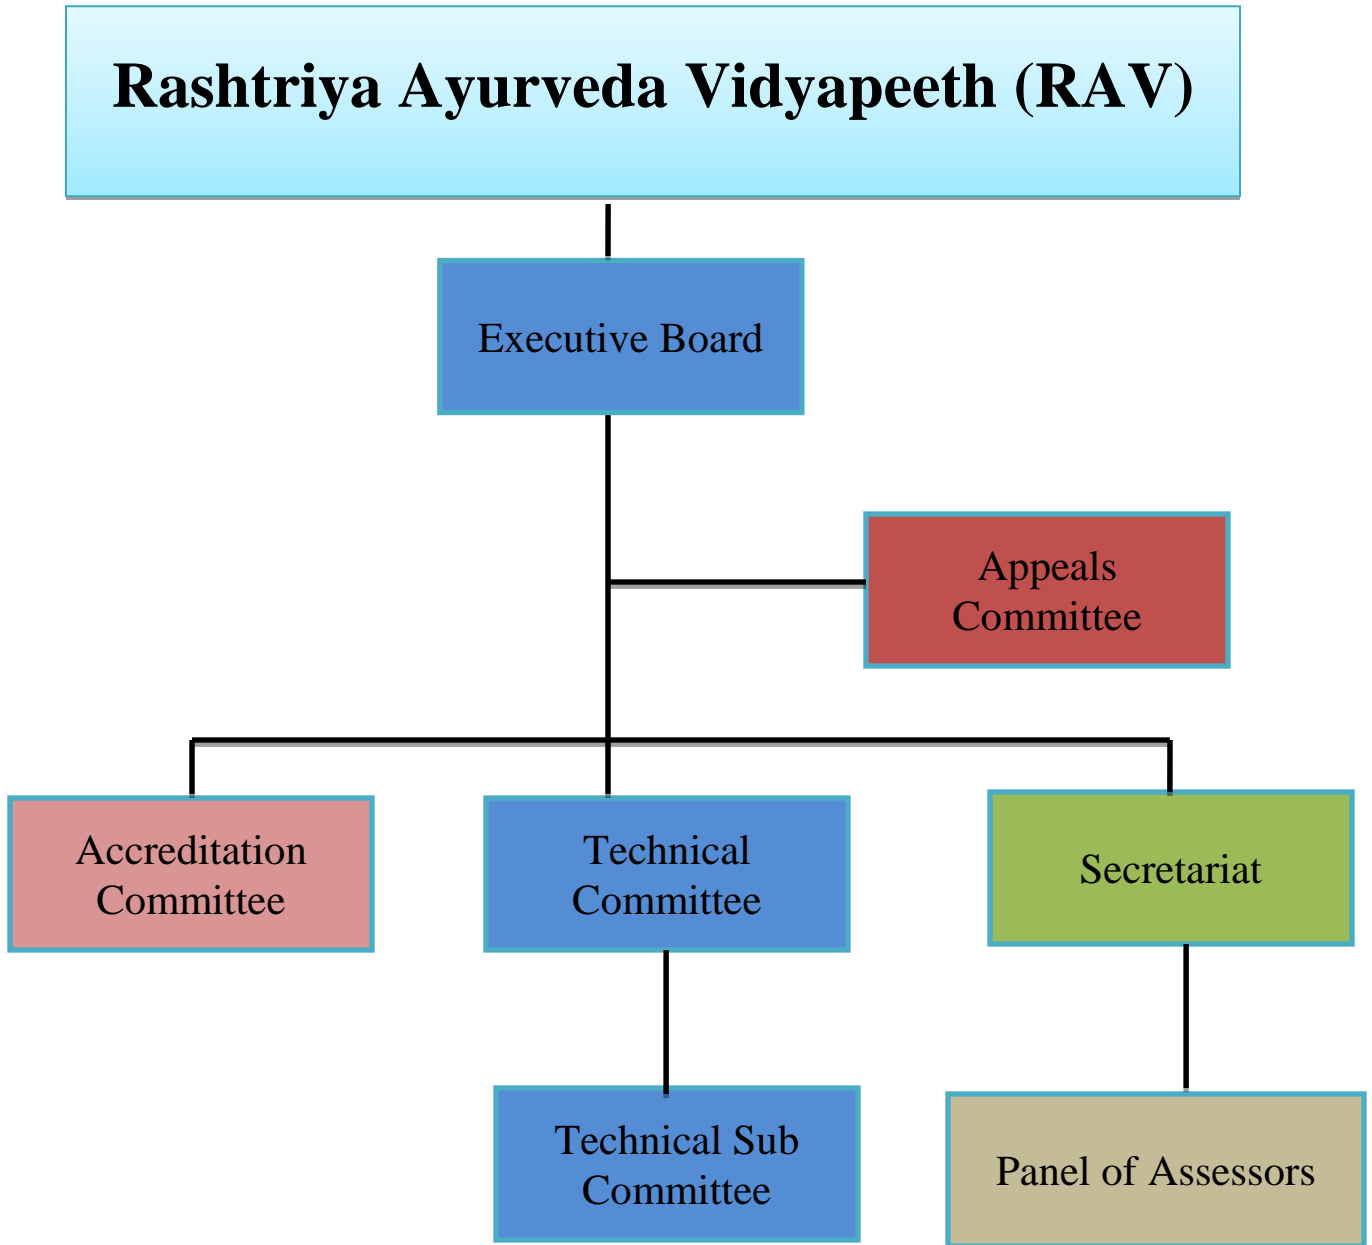 Rashtriya Ayurveda Vidyapeeth (RAV)
Executive Board
Appeals
Committee
Accreditation
Committee
Technical
Committee
Secretariat
Technical Sub
Committee
Panel of Assessors